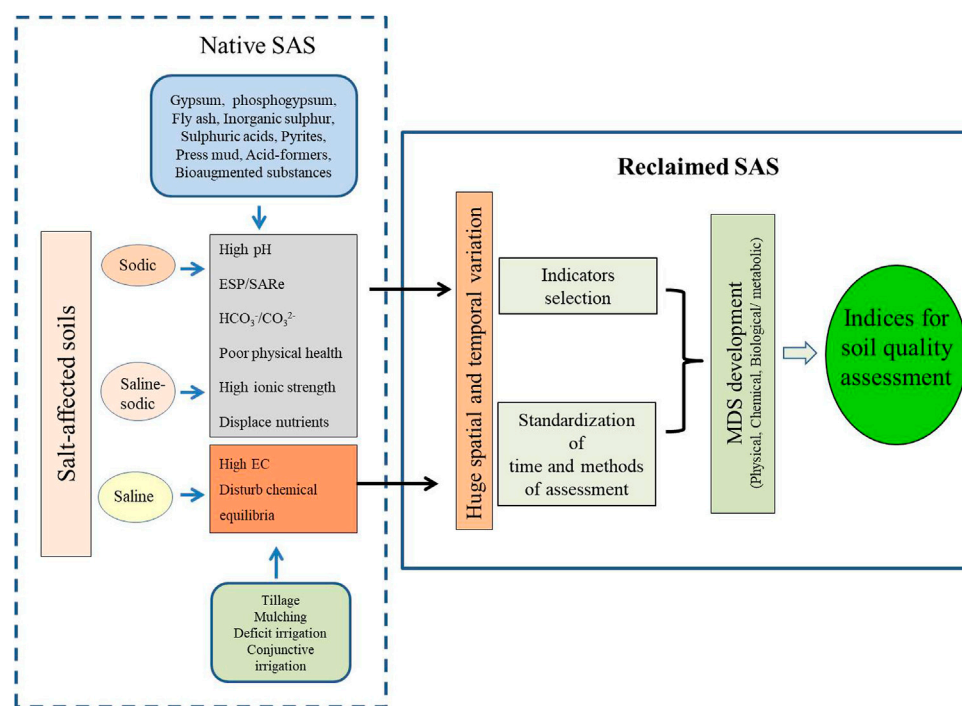 Native SAS
Gypsum, phosphogypsum,
Fly ash, Inorganic sulphur,
Sulphuric acids, Pyrites,
Press mud, Acid-formers,
Bioaugmented substances
Salt-affected soils
Sodic
Saline-
sodic
Saline
High pH
ESP/SARe
HCO₃⁻/CO₃²⁻
Poor physical health
High ionic strength
Displace nutrients
High EC
Disturb chemical
equilibria
Tillage
Mulching
Deficit irrigation
Conjunctive
irrigation
Reclaimed SAS
Huge spatial and temporal variation
Indicators
selection
Standardization
of
time and methods
of assessment
MDS development
(Physical, Chemical, Biological/ metabolic)
Indices for
soil quality
assessment